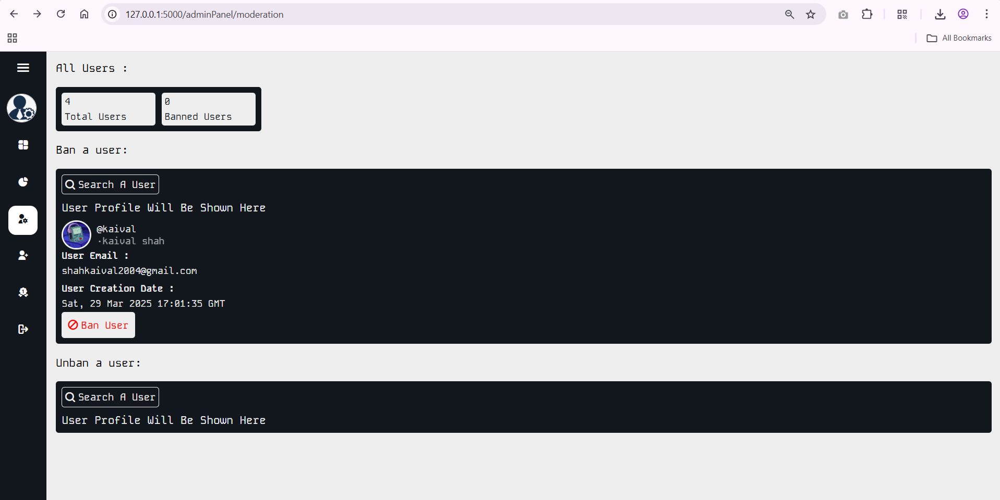 127.0.0.1:5000/adminPanel/moderation
All Bookmarks
All Users :
4
Total Users
0
Banned Users
Ban a user:
Search A User
User Profile Will Be Shown Here
@kaival
·kaival shah
User Email :
shahkaival2004@gmail.com
User Creation Date :
Sat, 29 Mar 2025 17:01:35 GMT
Ban User
Unban a user:
Search A User
User Profile Will Be Shown Here